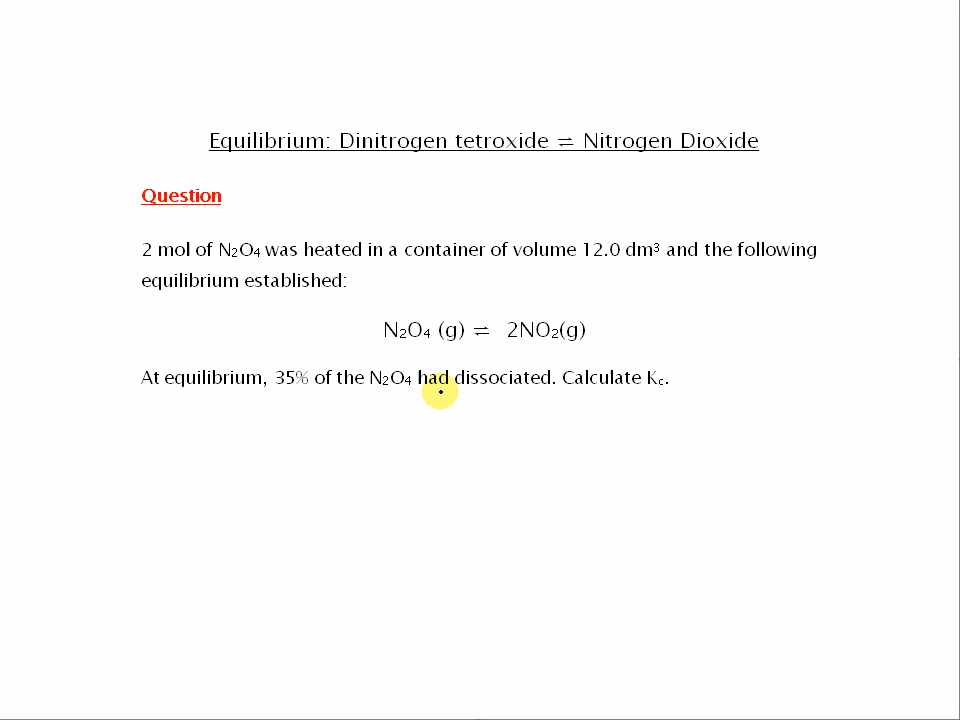 Equilibrium: Dinitrogen tetroxide ⇌ Nitrogen Dioxide
Question
2 mol of N₂O₄ was heated in a container of volume 12.0 dm³ and the following
equilibrium established:
N₂O₄ (g) ⇌ 2NO₂(g)
At equilibrium, 35% of the N₂O₄ had dissociated. Calculate K꜀.